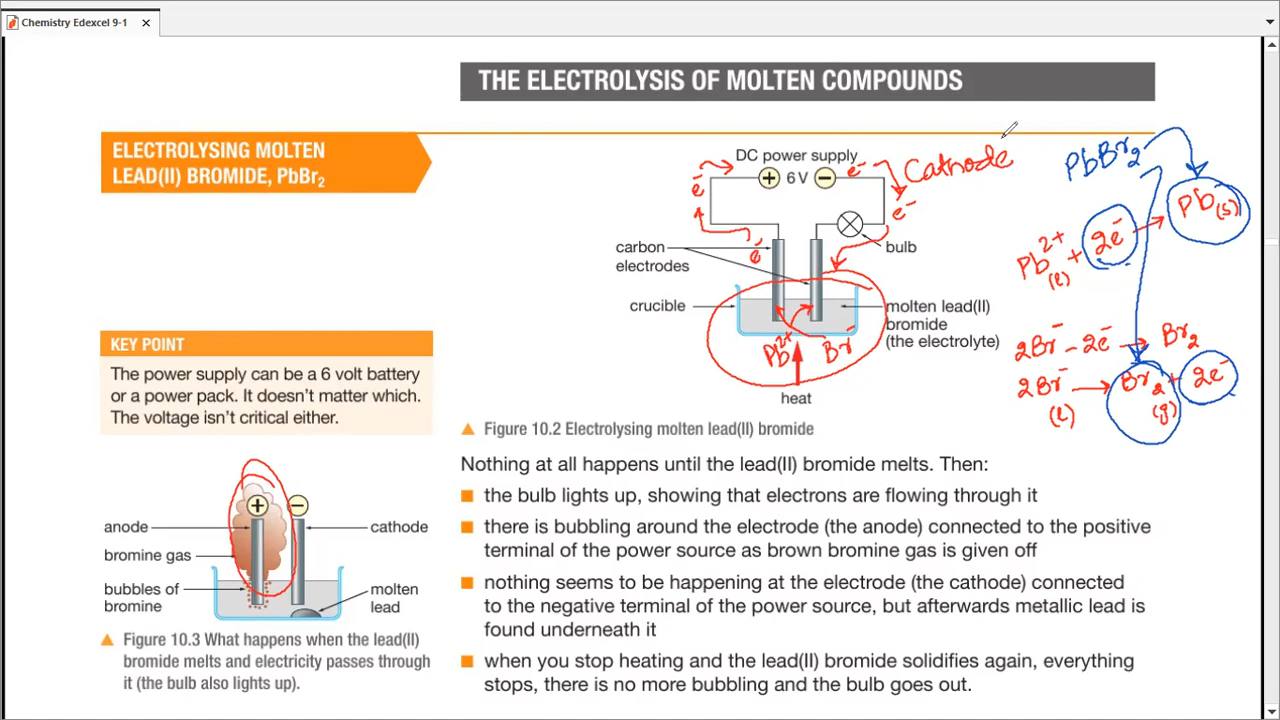 Chemistry Edexcel 9-1
THE ELECTROLYSIS OF MOLTEN COMPOUNDS
ELECTROLYSING MOLTEN
LEAD(II) BROMIDE, PbBr₂
DC power supply
+ 6 V −
e⁻
e⁻
e⁻
e⁻
Cathode
carbon
electrodes
bulb
crucible
molten lead(II)
bromide
(the electrolyte)
Pb²⁺ Br⁻
heat
Figure 10.2 Electrolysing molten lead(II) bromide
PbBr₂
Pb(s)
Pb²⁺(l) + 2e⁻
2Br⁻ − 2e⁻ → Br₂
2Br⁻(l) → Br₂(g) + 2e⁻
KEY POINT
The power supply can be a 6 volt battery
or a power pack. It doesn't matter which.
The voltage isn't critical either.
+ −
anode
cathode
bromine gas
bubbles of
bromine
molten
lead
Figure 10.3 What happens when the lead(II)
bromide melts and electricity passes through
it (the bulb also lights up).
Nothing at all happens until the lead(II) bromide melts. Then:
the bulb lights up, showing that electrons are flowing through it
there is bubbling around the electrode (the anode) connected to the positive
terminal of the power source as brown bromine gas is given off
nothing seems to be happening at the electrode (the cathode) connected
to the negative terminal of the power source, but afterwards metallic lead is
found underneath it
when you stop heating and the lead(II) bromide solidifies again, everything
stops, there is no more bubbling and the bulb goes out.